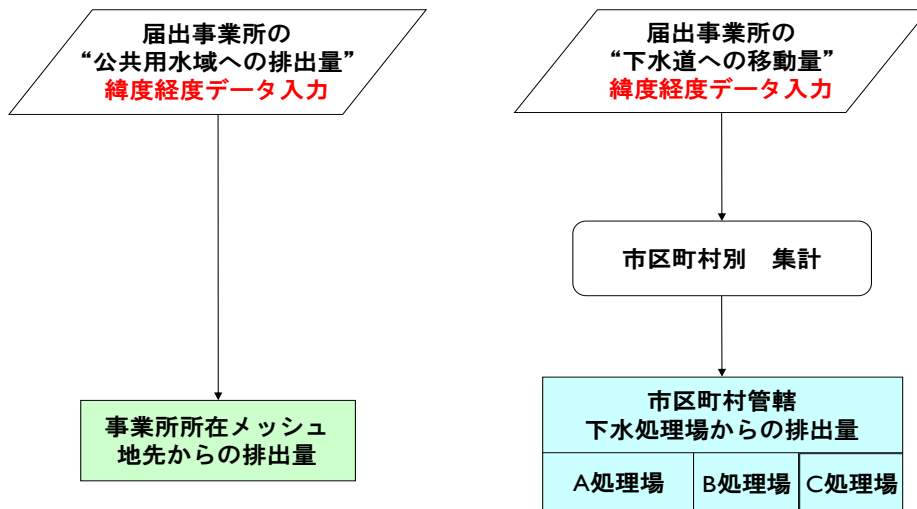 届出事業所の
“公共用水域への排出量”
緯度経度データ入力
事業所所在メッシュ
地先からの排出量
届出事業所の
“下水道への移動量”
緯度経度データ入力
市区町村別　集計
市区町村管轄
下水処理場からの排出量
A処理場
B処理場
C処理場